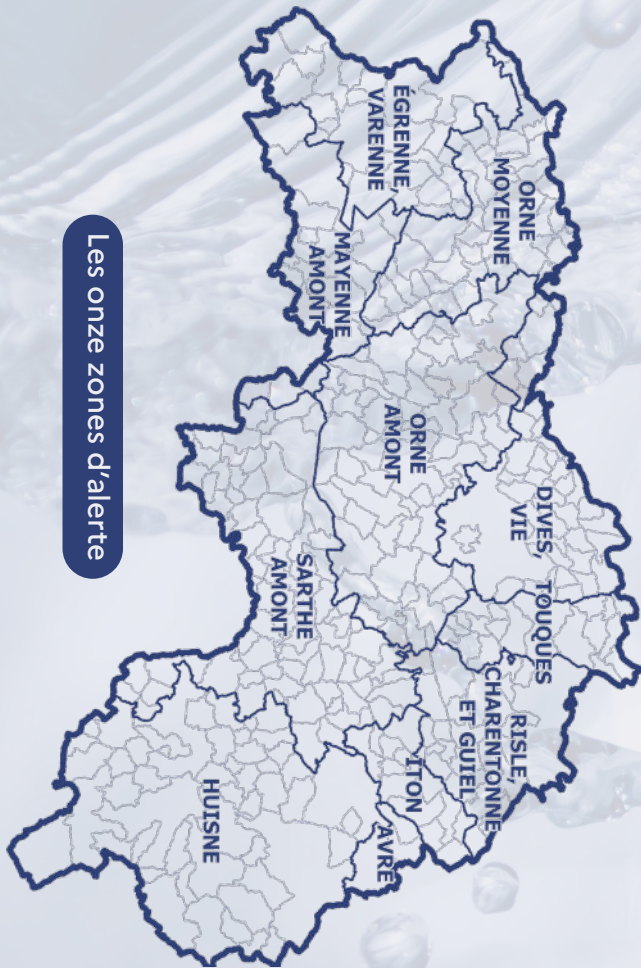 ÉGRENNE,
VARENNE
ORNE
MOYENNE
MAYENNE
AMONT
ORNE
AMONT
DIVES,
VIE
TOUQUES
SARTHE
AMONT
RISLE,
CHARENTONNE
ET GUIEL
ITON
AVRE
HUISNE
Les onze zones d’alerte